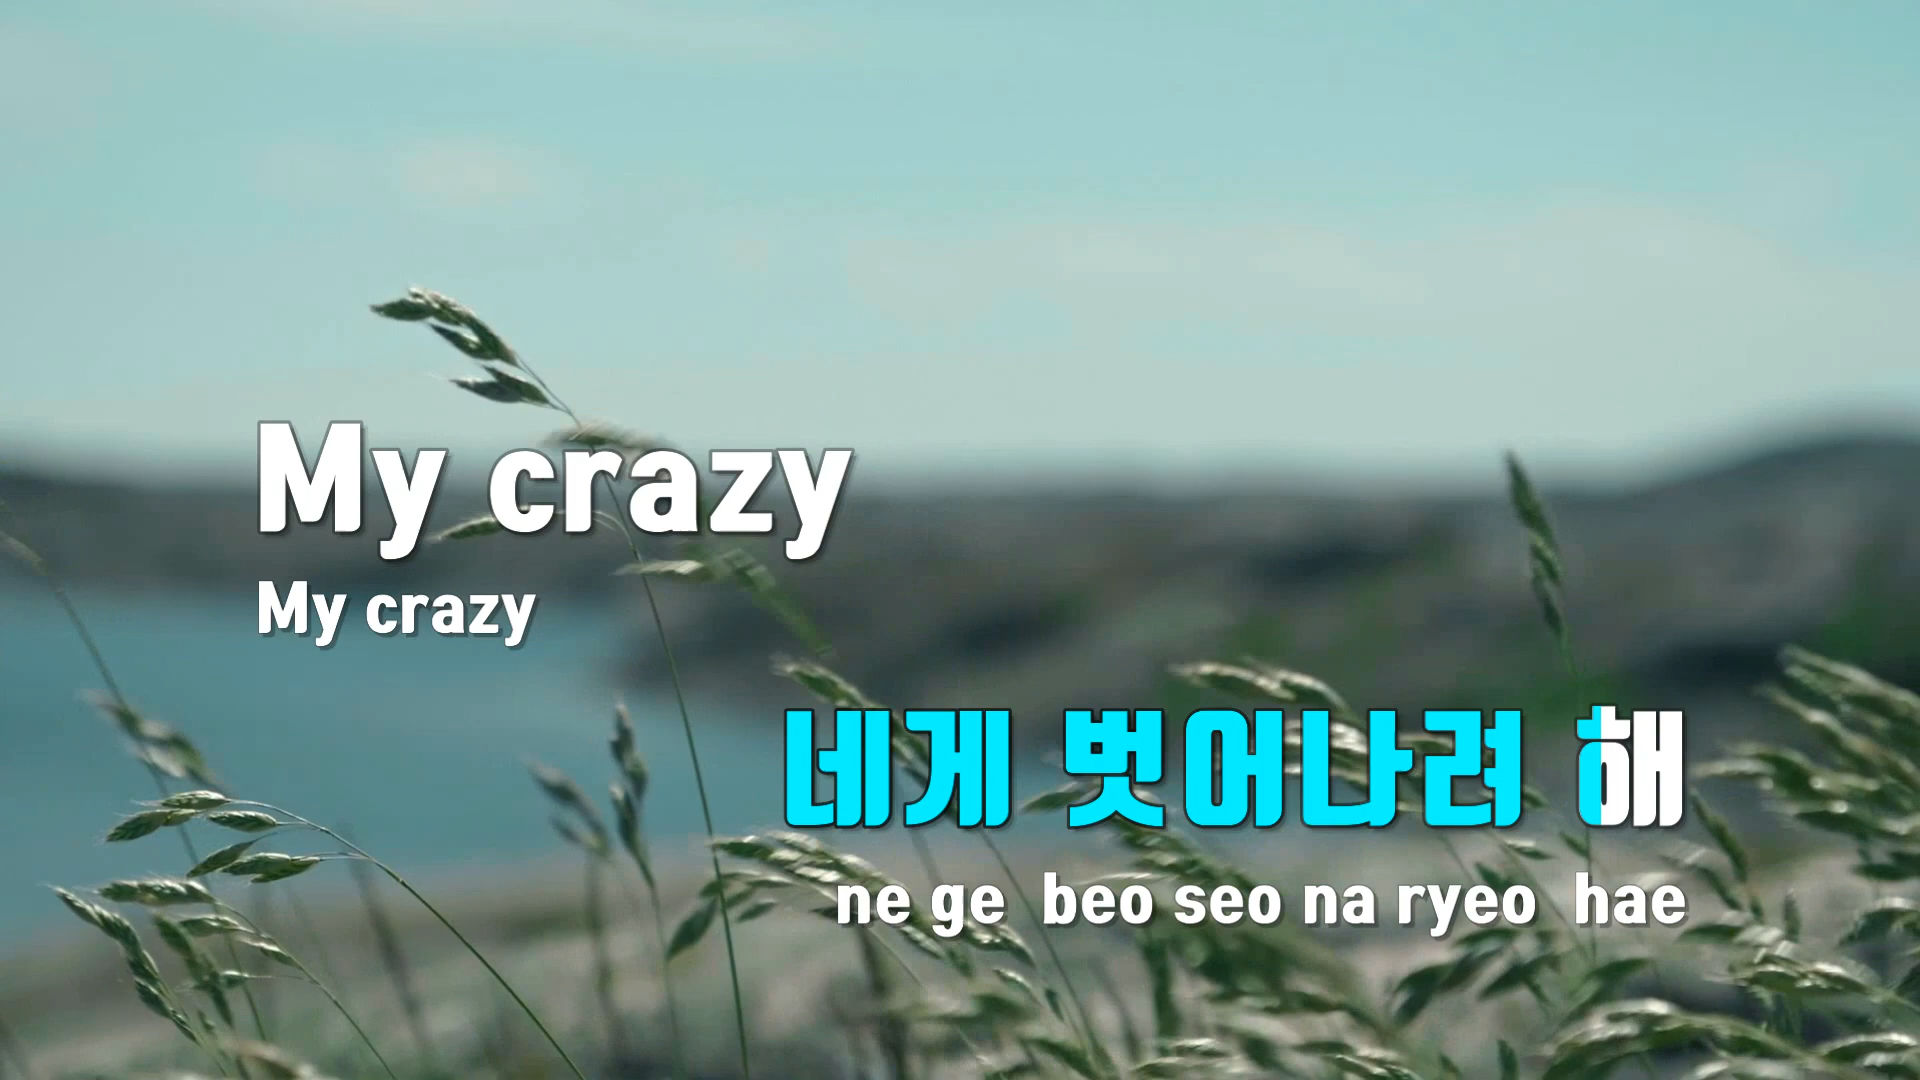 My crazy
My crazy
네게 벗어나려 해
ne ge beo seo na ryeo hae